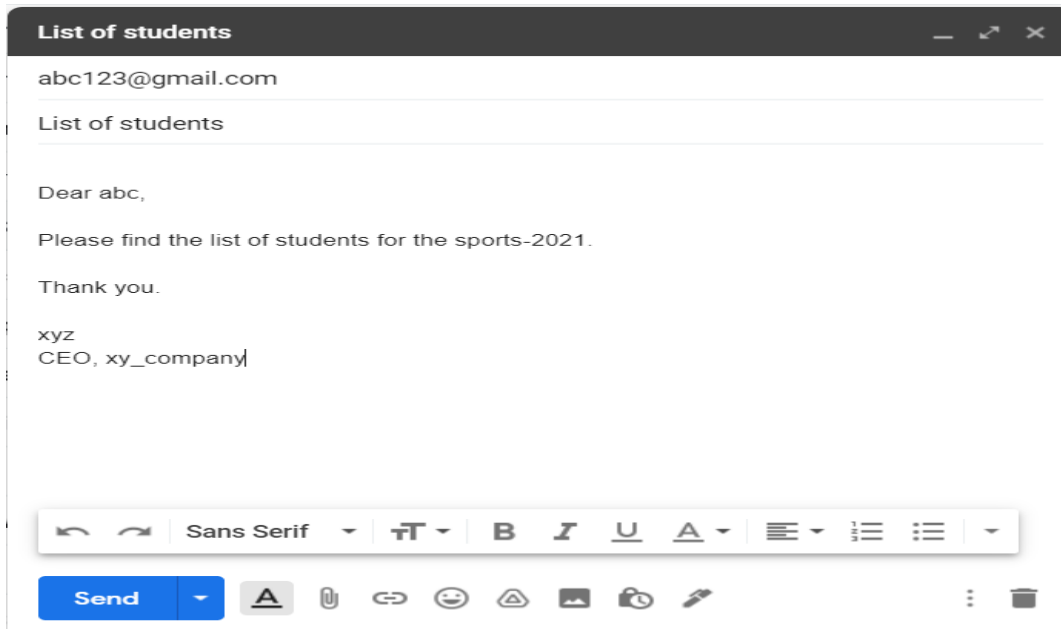 List of students
abc123@gmail.com
List of students
Dear abc,
Please find the list of students for the sports-2021.
Thank you.
xyz
CEO, xy_company
Sans Serif
Send